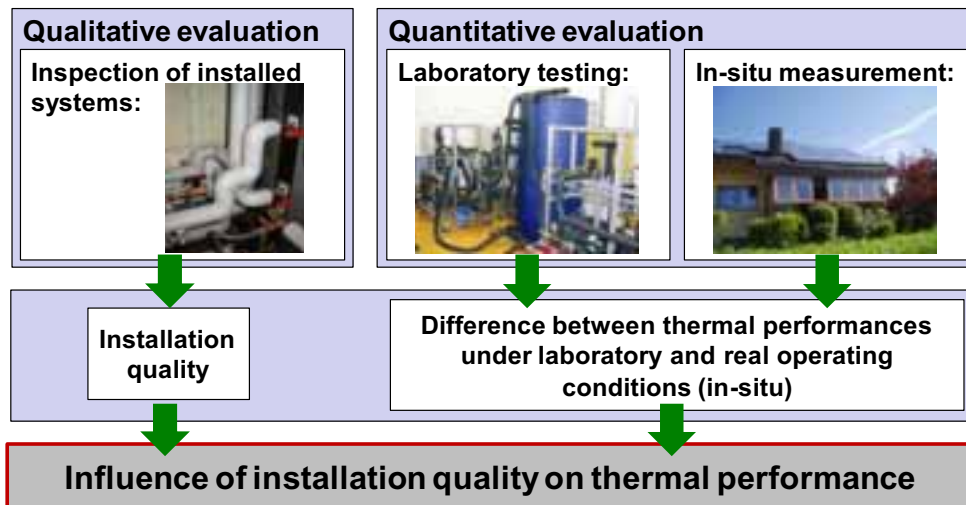 Qualitative evaluation
Inspection of installed
systems:
Quantitative evaluation
Laboratory testing:
In-situ measurement:
Installation
quality
Difference between thermal performances
under laboratory and real operating
conditions (in-situ)
Influence of installation quality on thermal performance